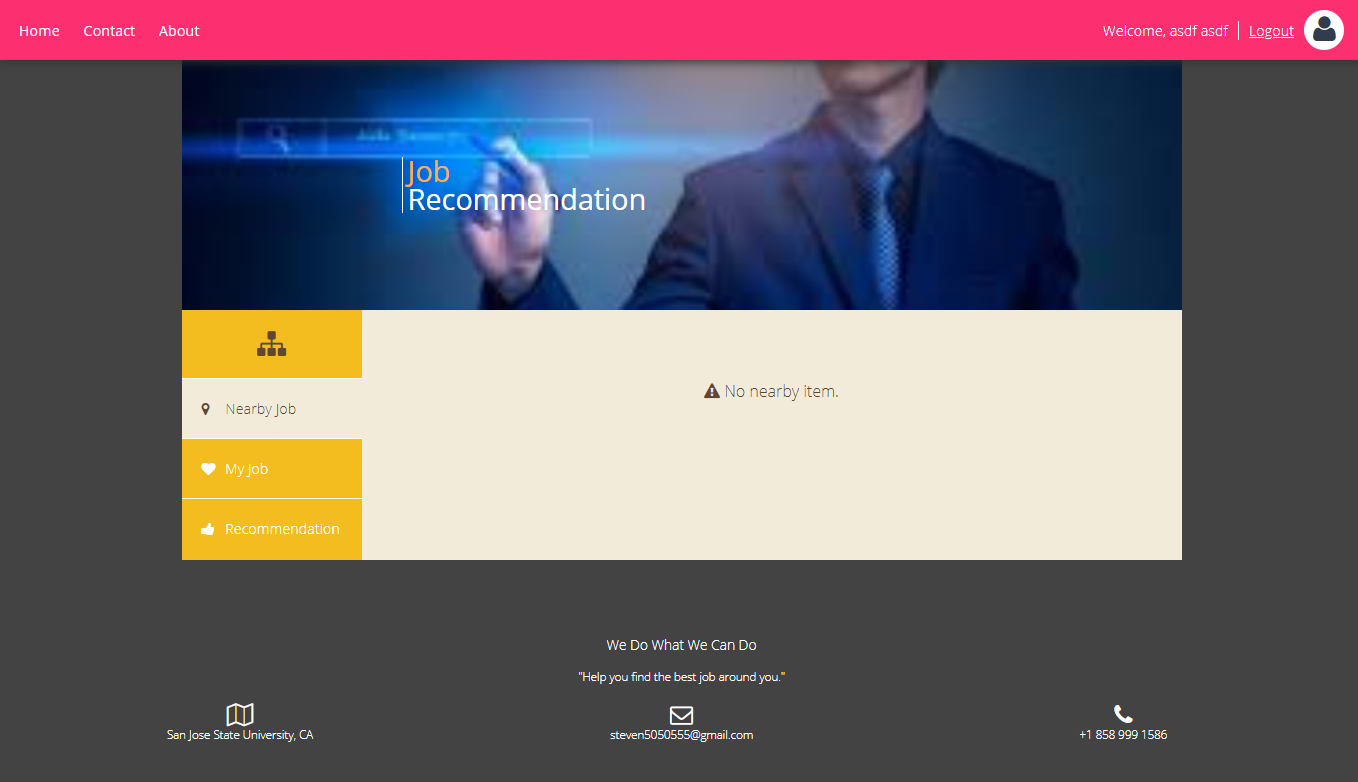 Home Contact About Welcome, asdf asdf Logout
Job
Recommendation
Nearby Job
No nearby item.
My Job
Recommendation
We Do What We Can Do
"Help you find the best job around you."
San Jose State University, CA
steven5050555@gmail.com
+1 858 999 1586